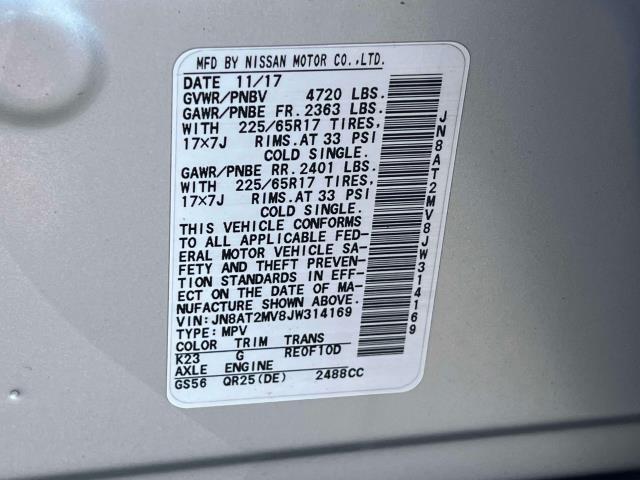 MFD BY NISSAN MOTOR CO.,LTD.
DATE 11/17
GVWR/PNBV 4720 LBS.
GAWR/PNBE FR. 2363 LBS.
WITH 225/65R17 TIRES,
17×7J RIMS.AT 33 PSI
COLD SINGLE.
GAWR/PNBE RR. 2401 LBS.
WITH 225/65R17 TIRES,
17×7J RIMS.AT 33 PSI
COLD SINGLE.
THIS VEHICLE CONFORMS
TO ALL APPLICABLE FED-
ERAL MOTOR VEHICLE SA-
FETY AND THEFT PREVEN-
TION STANDARDS IN EFF-
ECT ON THE DATE OF MA-
NUFACTURE SHOWN ABOVE.
VIN:JN8AT2MV8JW314169
TYPE:MPV
COLOR TRIM TRANS
K23 G RE0F10D
AXLE ENGINE
GS56 QR25(DE) 2488CC
JN8AT2MV8JW314169